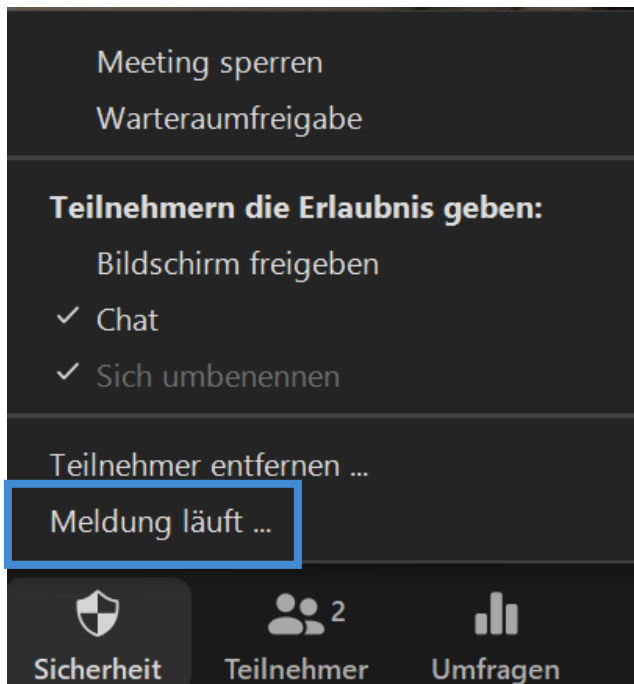 Meeting sperren
Warteraumfreigabe
Teilnehmern die Erlaubnis geben:
Bildschirm freigeben
Chat
Sich umbenennen
Teilnehmer entfernen ...
Meldung läuft ...
2
Sicherheit Teilnehmer Umfragen